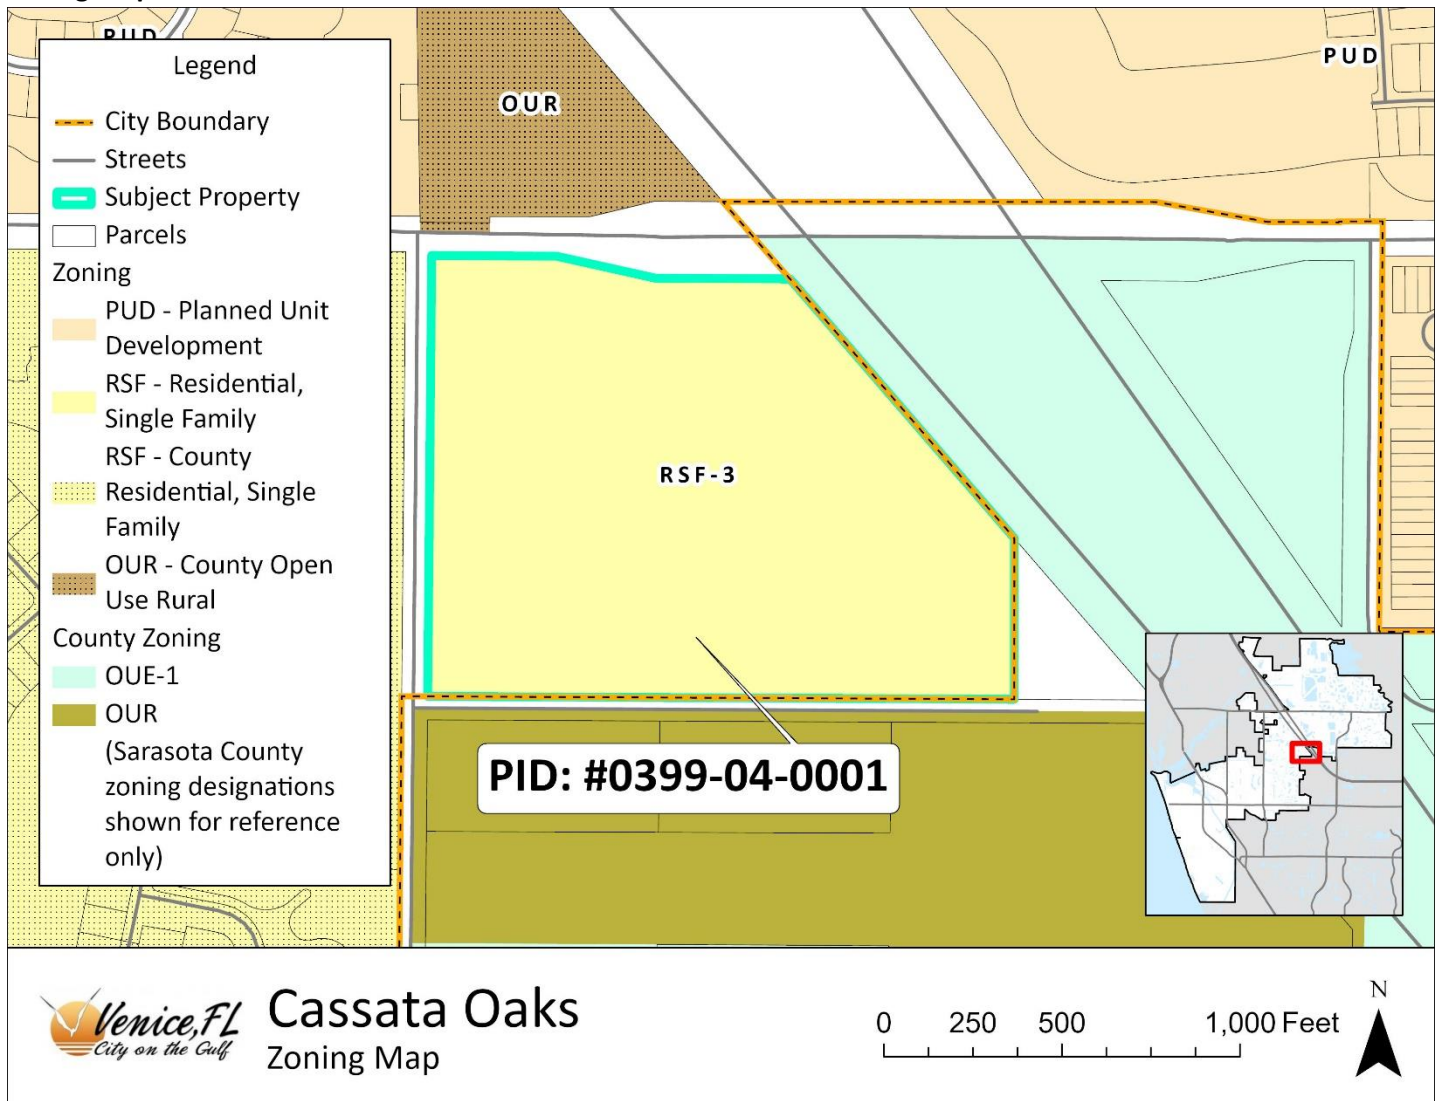 PUD
Legend
City Boundary
Streets
Subject Property
Parcels
Zoning
PUD - Planned Unit
Development
RSF - Residential,
Single Family
RSF - County
Residential, Single
Family
OUR - County Open
Use Rural
County Zoning
OUE-1
OUR
(Sarasota County
zoning designations
shown for reference
only)
OUR
PUD
RSF-3
PID: #0399-04-0001
Venice, FL
City on the Gulf
Cassata Oaks
Zoning Map
0 250 500 1,000 Feet
N